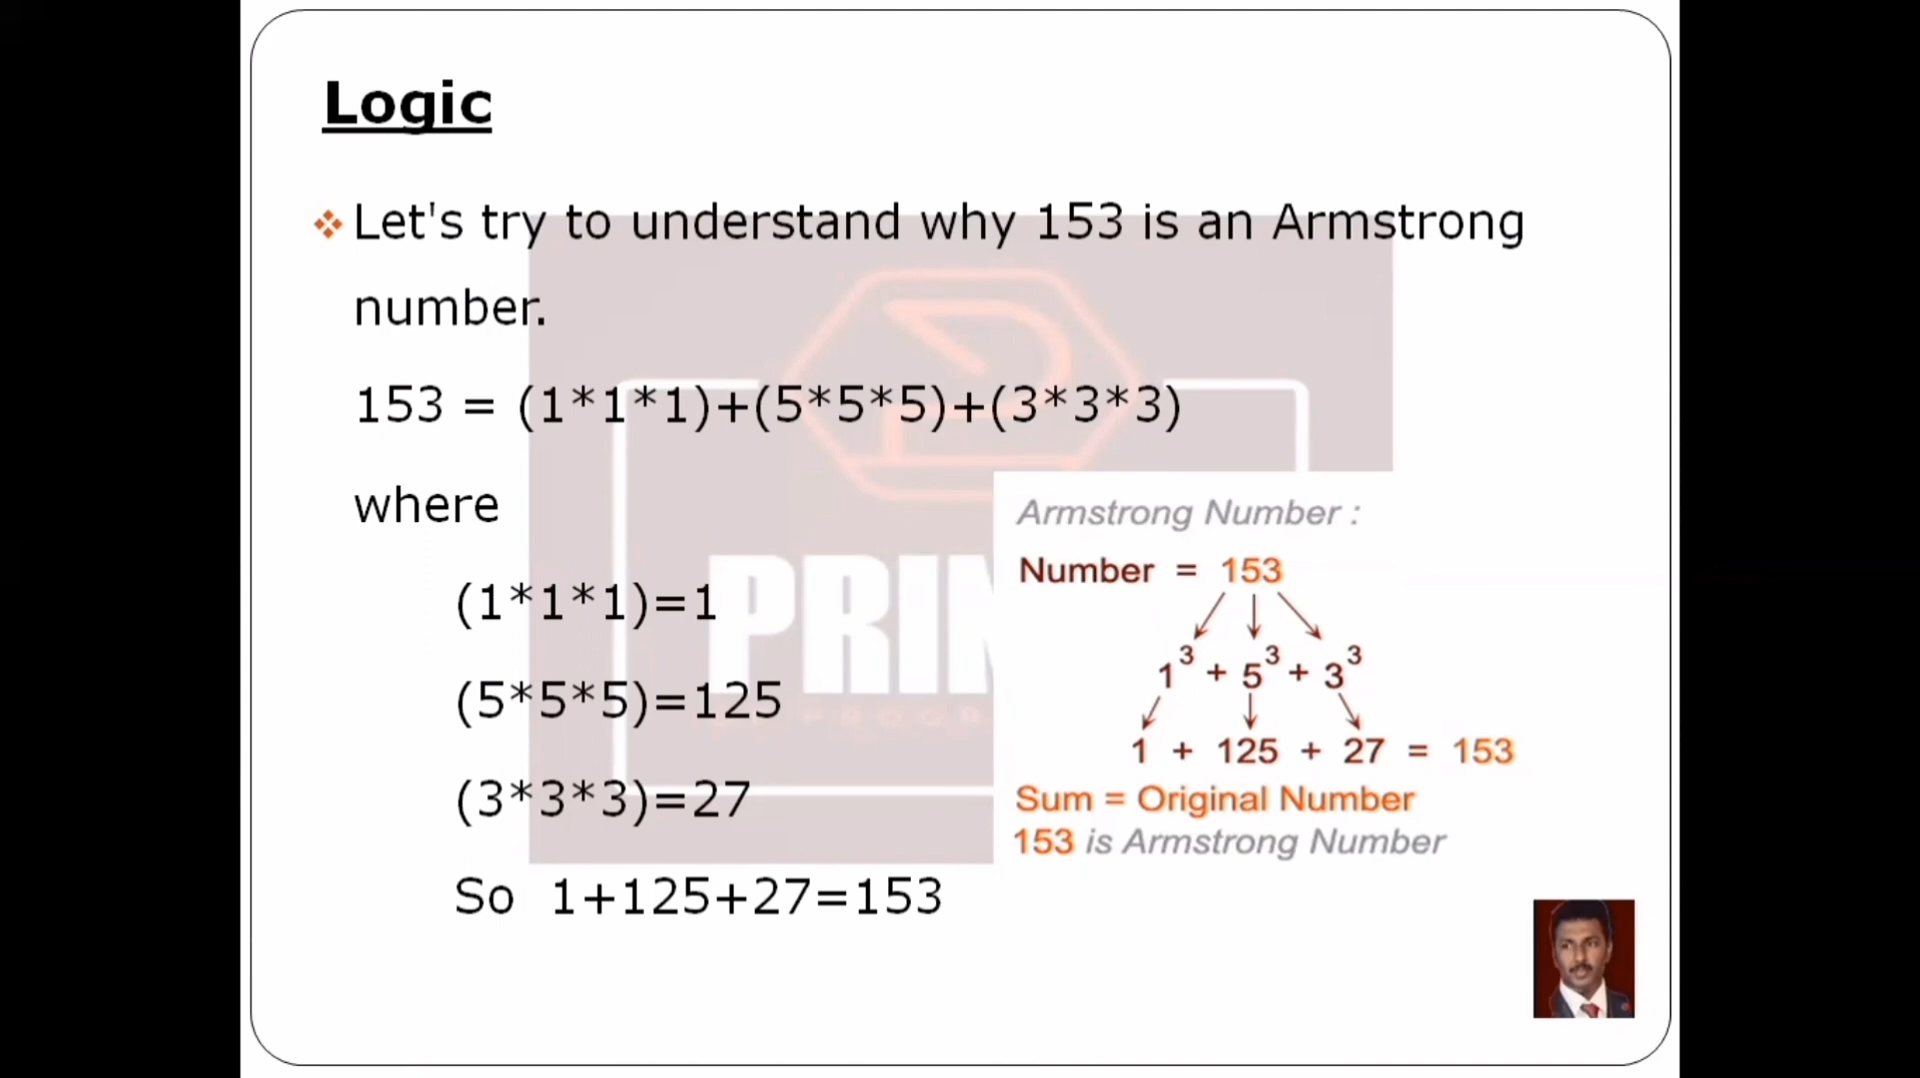 Logic
Let's try to understand why 153 is an Armstrong
number.
153 = (1*1*1)+(5*5*5)+(3*3*3)
where
(1*1*1)=1
(5*5*5)=125
(3*3*3)=27
So 1+125+27=153
Armstrong Number :
Number = 153
1³ + 5³ + 3³
1 + 125 + 27 = 153
Sum = Original Number
153 is Armstrong Number